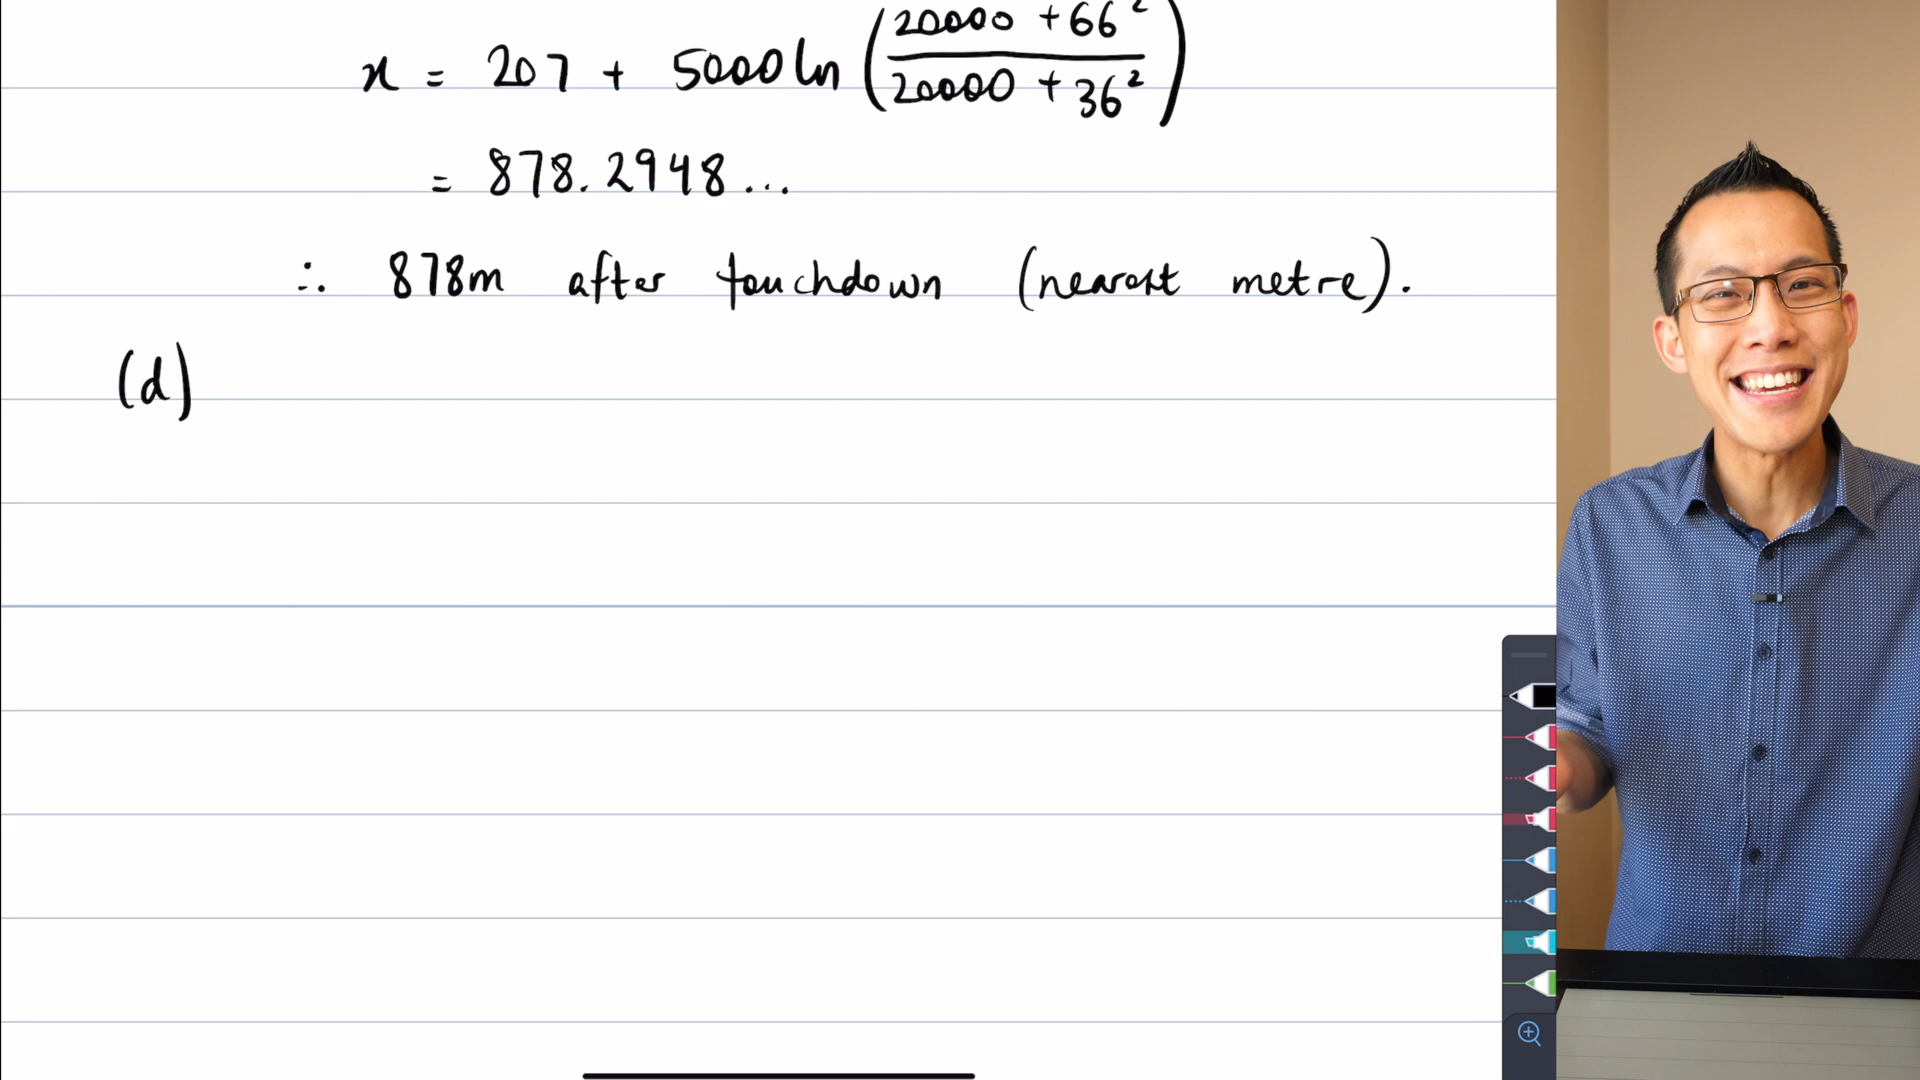 x = 207 + 5000 ln (20000 + 66² / 20000 + 36²)
= 878.2948...
∴ 878m after touchdown (nearest metre).
(d)